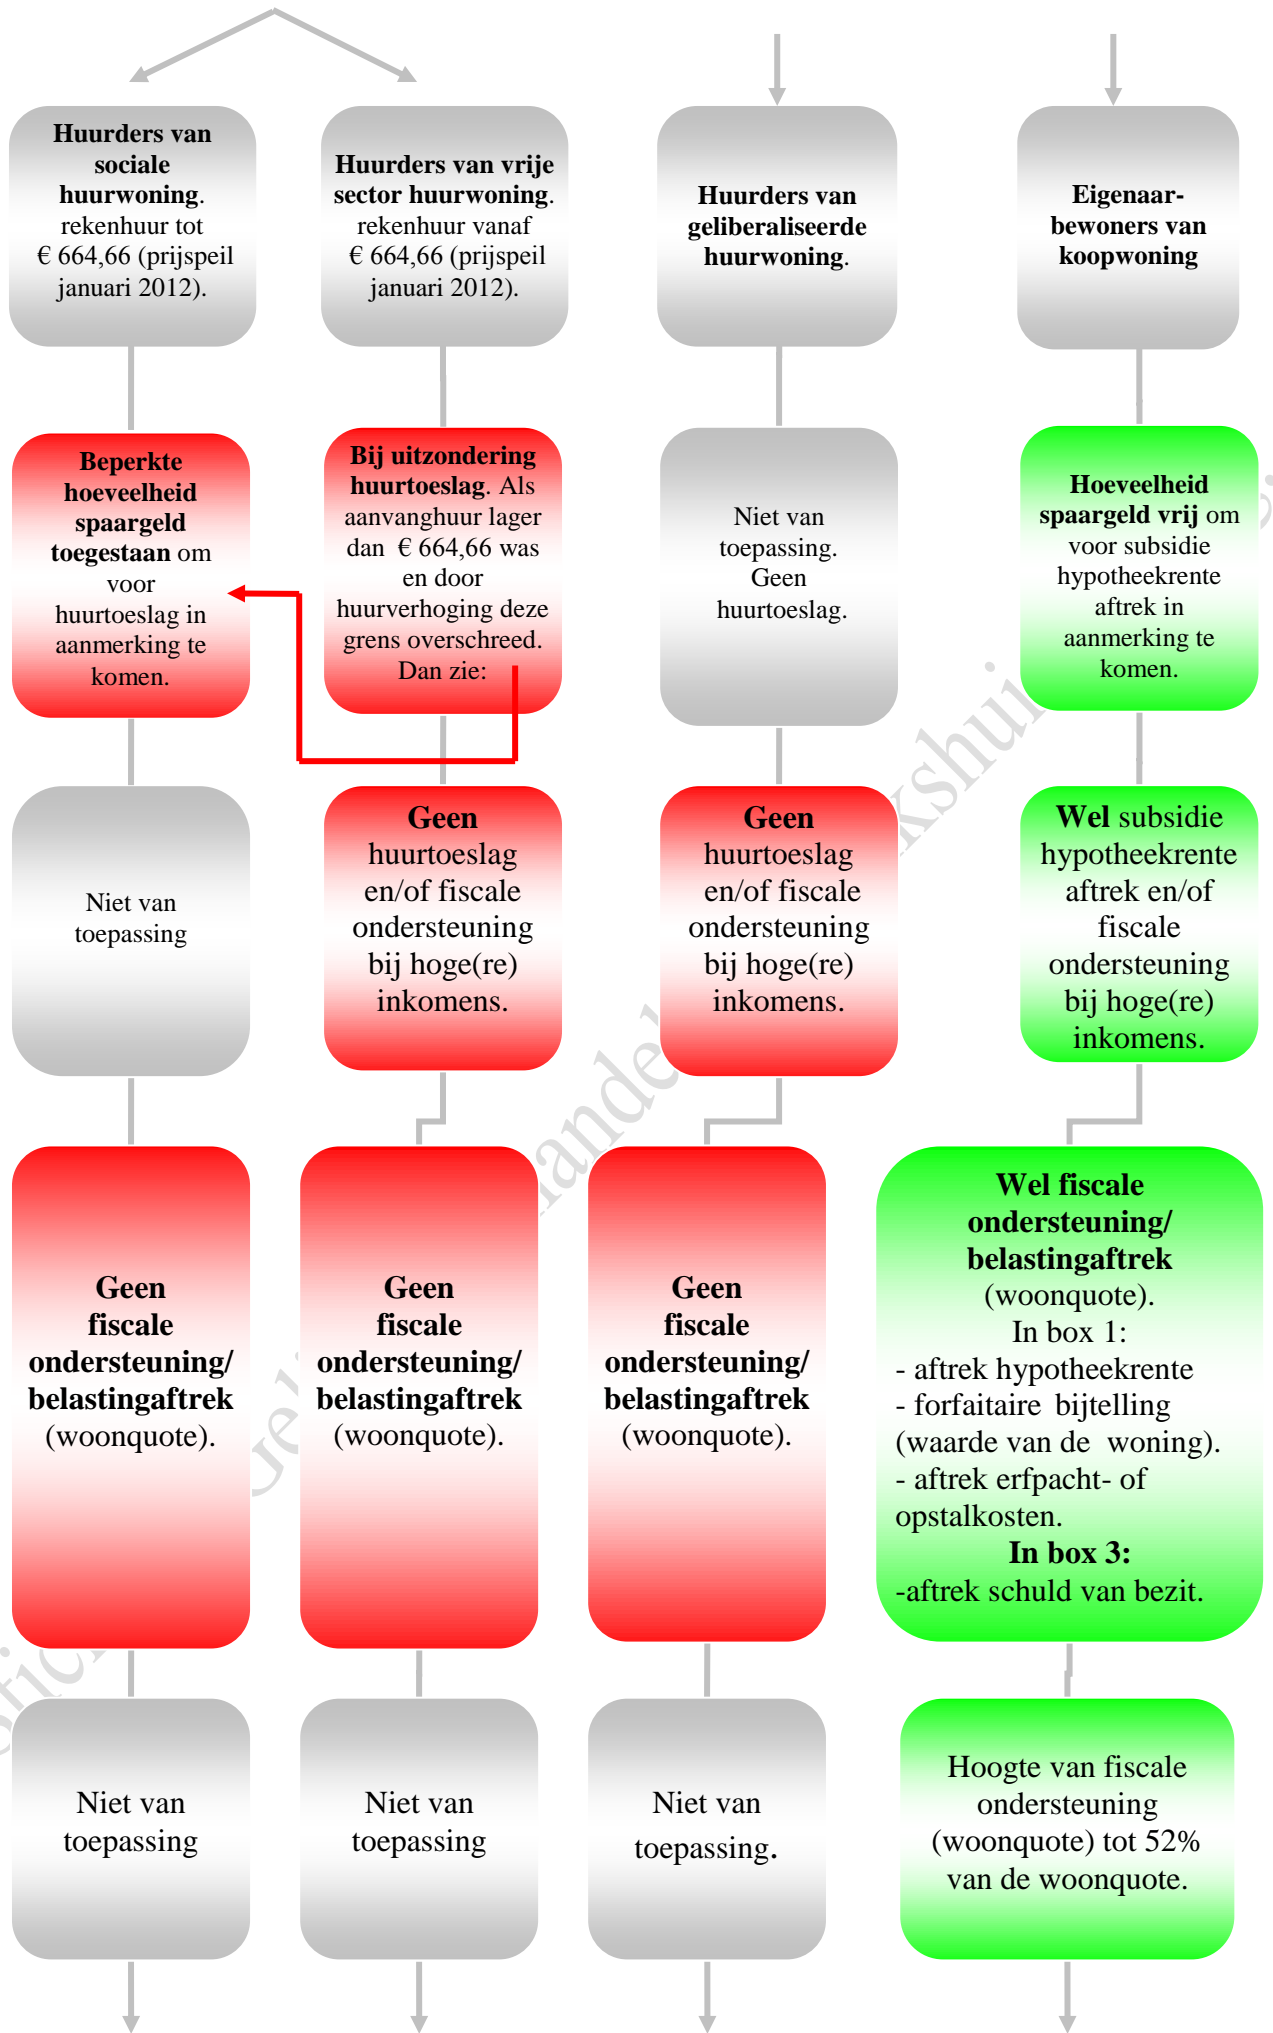 Huurders van
sociale
huurwoning.
rekenhuur tot
€ 664,66 (prijspeil
januari 2012).
Huurders van vrije
sector huurwoning.
rekenhuur vanaf
€ 664,66 (prijspeil
januari 2012).
Huurders van
geliberaliseerde
huurwoning.
Eigenaar-
bewoners van
koopwoning
Beperkte
hoeveelheid
spaargeld
toegestaan om
voor
huurtoeslag in
aanmerking te
komen.
Bij uitzondering
huurtoeslag. Als
aanvanghuur lager
dan € 664,66 was
en door
huurverhoging deze
grens overschreed.
Dan zie:
Niet van
toepassing.
Geen
huurtoeslag.
Hoeveelheid
spaargeld vrij om
voor subsidie
hypotheekrente
aftrek in
aanmerking te
komen.
Niet van
toepassing
Geen
huurtoeslag
en/of fiscale
ondersteuning
bij hoge(re)
inkomens.
Geen
huurtoeslag
en/of fiscale
ondersteuning
bij hoge(re)
inkomens.
Wel subsidie
hypotheekrente
aftrek en/of
fiscale
ondersteuning
bij hoge(re)
inkomens.
Geen
fiscale
ondersteuning/
belastingaftrek
(woonquote).
Geen
fiscale
ondersteuning/
belastingaftrek
(woonquote).
Geen
fiscale
ondersteuning/
belastingaftrek
(woonquote).
Wel fiscale
ondersteuning/
belastingaftrek
(woonquote).
In box 1:
- aftrek hypotheekrente
- forfaitaire bijtelling
(waarde van de woning).
- aftrek erfpacht- of
opstalkosten.
In box 3:
-aftrek schuld van bezit.
Niet van
toepassing
Niet van
toepassing
Niet van
toepassing.
Hoogte van fiscale
ondersteuning
(woonquote) tot 52%
van de woonquote.